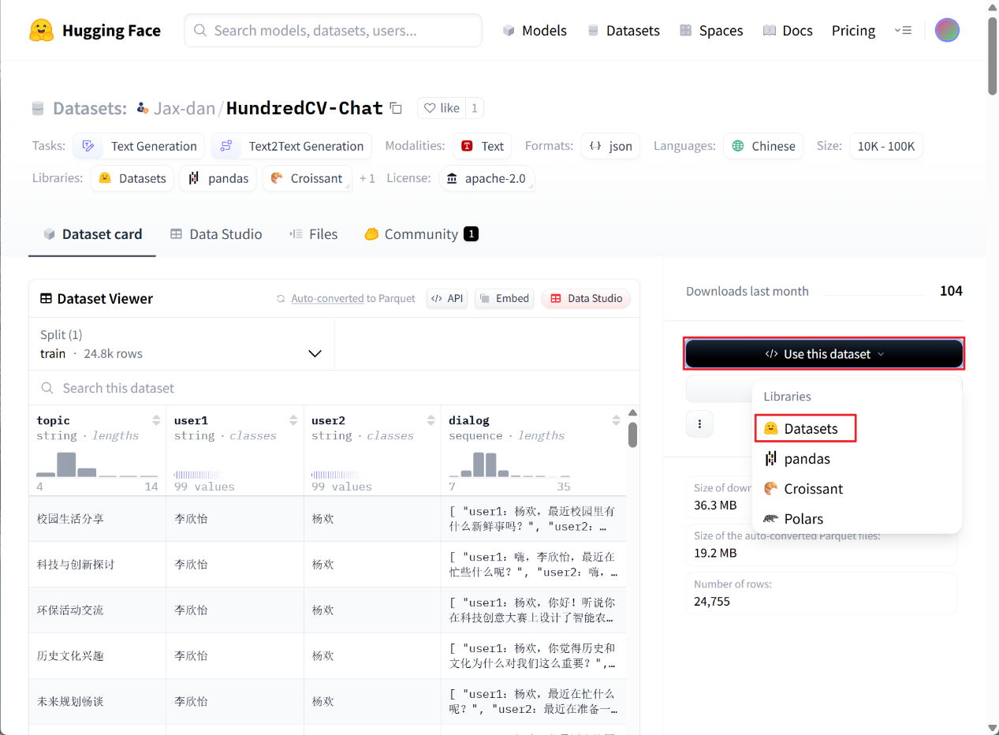 Hugging Face
Search models, datasets, users...
Models
Datasets
Spaces
Docs
Pricing
Datasets: Jax-dan/HundredCV-Chat
like 1
Tasks: Text Generation Text2Text Generation Modalities: Text Formats: json Languages: Chinese Size: 10K - 100K
Libraries: Datasets pandas Croissant + 1 License: apache-2.0
Dataset card
Data Studio
Files
Community 1
Dataset Viewer
Auto-converted to Parquet
</> API
Embed
Data Studio
Split (1)
train · 24.8k rows
Search this dataset
topic user1 user2 dialog
string · lengths string · classes string · classes sequence · lengths
4 14 99 values 99 values 7 35
校园生活分享 李欣怡 杨欢 [ "user1: 杨欢，最近校园里有
什么新鲜事吗？", "user2: …
科技与创新探讨 李欣怡 杨欢 [ "user1: 嗨，李欣怡，最近在
忙些什么呢？", "user2: 嗨，…
环保活动交流 李欣怡 杨欢 [ "user1: 杨欢，你好！听说你
在科技创意大赛上设计了智能农…
历史文化兴趣 李欣怡 杨欢 [ "user1: 杨欢，你觉得历史和
文化为什么对我们这么重要？",…
未来规划畅谈 李欣怡 杨欢 [ "user1: 杨欢，最近在忙什么
呢？", "user2: 最近在准备一…
Downloads last month 104
</> Use this dataset
Libraries
Datasets
pandas
Croissant
Polars
Size of down
36.3 MB
Size of the auto-converted Parquet files:
19.2 MB
Number of rows:
24,755